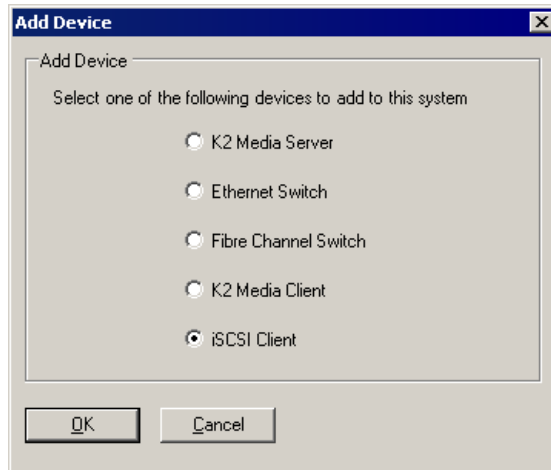 Add Device
Add Device
Select one of the following devices to add to this system
K2 Media Server
Ethernet Switch
Fibre Channel Switch
K2 Media Client
iSCSI Client
OK
Cancel